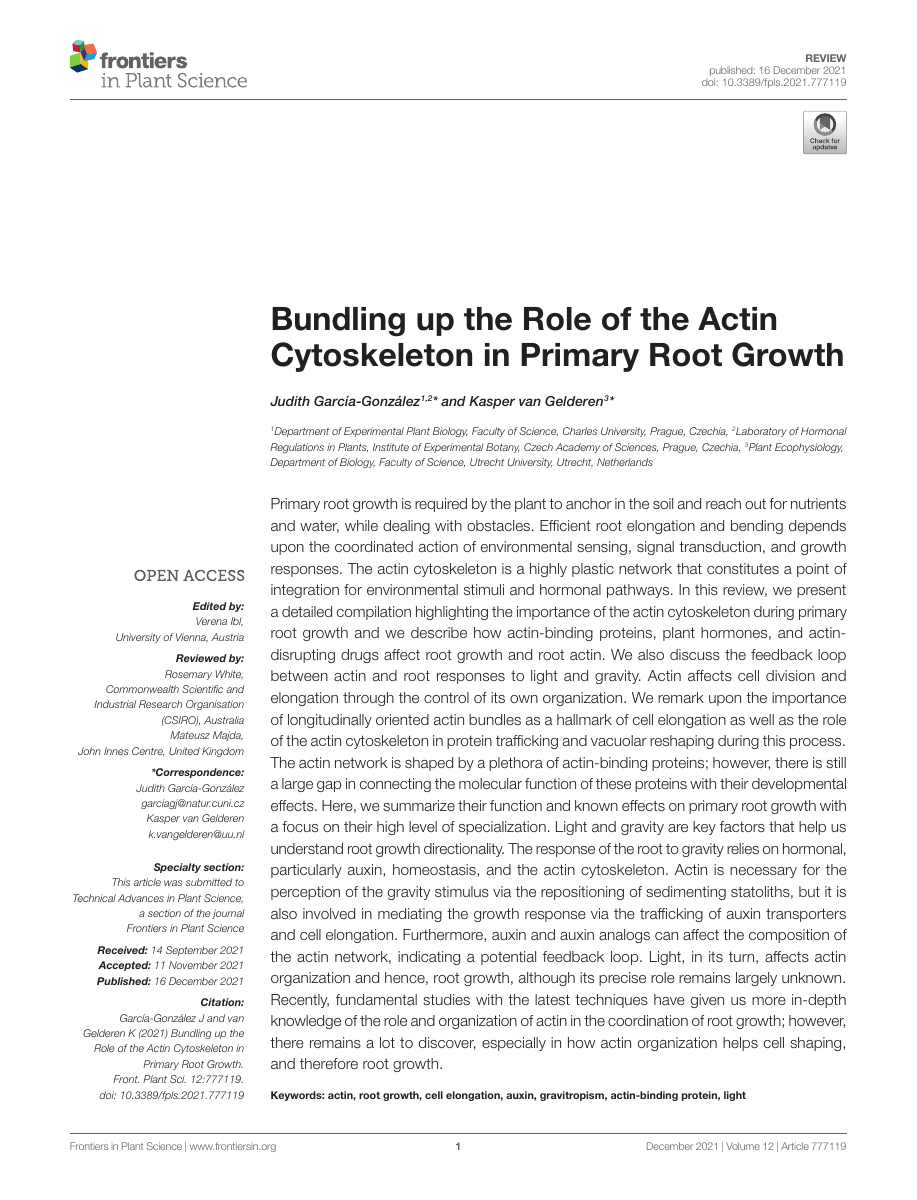 frontiers
in Plant Science
REVIEW
published: 16 December 2021
doi: 10.3389/fpls.2021.777119
Check for
updates
Bundling up the Role of the Actin
Cytoskeleton in Primary Root Growth
Judith García-González1,2* and Kasper van Gelderen3*
1Department of Experimental Plant Biology, Faculty of Science, Charles University, Prague, Czechia, 2Laboratory of Hormonal
Regulations in Plants, Institute of Experimental Botany, Czech Academy of Sciences, Prague, Czechia, 3Plant Ecophysiology,
Department of Biology, Faculty of Science, Utrecht University, Utrecht, Netherlands
OPEN ACCESS
Edited by:
Verena Ibl,
University of Vienna, Austria
Reviewed by:
Rosemary White,
Commonwealth Scientific and
Industrial Research Organisation
(CSIRO), Australia
Mateusz Majda,
John Innes Centre, United Kingdom
*Correspondence:
Judith García-González
garciagj@natur.cuni.cz
Kasper van Gelderen
k.vangelderen@uu.nl
Specialty section:
This article was submitted to
Technical Advances in Plant Science,
a section of the journal
Frontiers in Plant Science
Received: 14 September 2021
Accepted: 11 November 2021
Published: 16 December 2021
Citation:
García-González J and van
Gelderen K (2021) Bundling up the
Role of the Actin Cytoskeleton in
Primary Root Growth.
Front. Plant Sci. 12:777119.
doi: 10.3389/fpls.2021.777119
Primary root growth is required by the plant to anchor in the soil and reach out for nutrients
and water, while dealing with obstacles. Efficient root elongation and bending depends
upon the coordinated action of environmental sensing, signal transduction, and growth
responses. The actin cytoskeleton is a highly plastic network that constitutes a point of
integration for environmental stimuli and hormonal pathways. In this review, we present
a detailed compilation highlighting the importance of the actin cytoskeleton during primary
root growth and we describe how actin-binding proteins, plant hormones, and actin-
disrupting drugs affect root growth and root actin. We also discuss the feedback loop
between actin and root responses to light and gravity. Actin affects cell division and
elongation through the control of its own organization. We remark upon the importance
of longitudinally oriented actin bundles as a hallmark of cell elongation as well as the role
of the actin cytoskeleton in protein trafficking and vacuolar reshaping during this process.
The actin network is shaped by a plethora of actin-binding proteins; however, there is still
a large gap in connecting the molecular function of these proteins with their developmental
effects. Here, we summarize their function and known effects on primary root growth with
a focus on their high level of specialization. Light and gravity are key factors that help us
understand root growth directionality. The response of the root to gravity relies on hormonal,
particularly auxin, homeostasis, and the actin cytoskeleton. Actin is necessary for the
perception of the gravity stimulus via the repositioning of sedimenting statoliths, but it is
also involved in mediating the growth response via the trafficking of auxin transporters
and cell elongation. Furthermore, auxin and auxin analogs can affect the composition of
the actin network, indicating a potential feedback loop. Light, in its turn, affects actin
organization and hence, root growth, although its precise role remains largely unknown.
Recently, fundamental studies with the latest techniques have given us more in-depth
knowledge of the role and organization of actin in the coordination of root growth; however,
there remains a lot to discover, especially in how actin organization helps cell shaping,
and therefore root growth.
Keywords: actin, root growth, cell elongation, auxin, gravitropism, actin-binding protein, light
Frontiers in Plant Science | www.frontiersin.org
1
December 2021 | Volume 12 | Article 777119